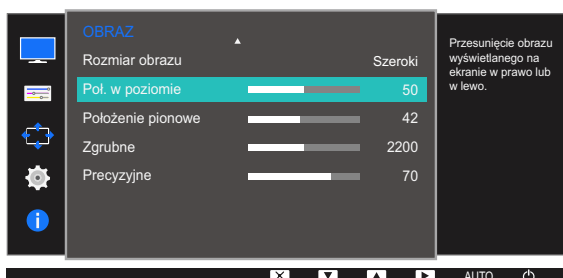 OBRAZ
Rozmiar obrazu Szeroki
Poł. w poziomie 50
Położenie pionowe 42
Zgrubne 2200
Precyzyjne 70
Przesunięcie obrazu
wyświetlanego na
ekranie w prawo lub
w lewo.
AUTO